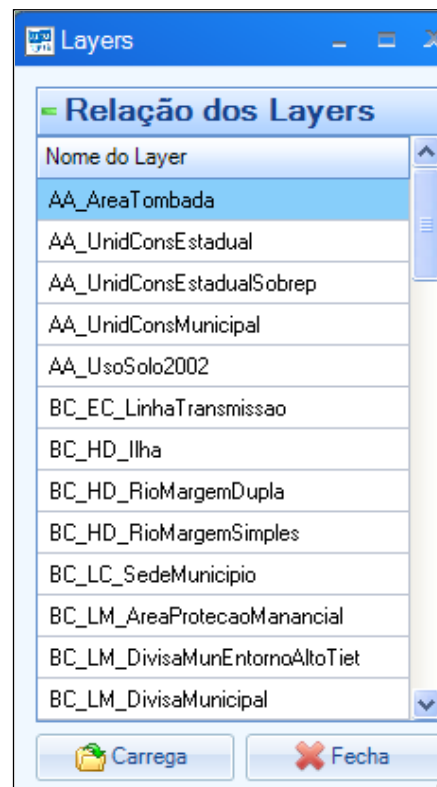 Layers
Relação dos Layers
Nome do Layer
AA_AreaTombada
AA_UnidConsEstadual
AA_UnidConsEstadualSobrep
AA_UnidConsMunicipal
AA_UsoSolo2002
BC_EC_LinhaTransmissao
BC_HD_Ilha
BC_HD_RioMargemDupla
BC_HD_RioMargemSimples
BC_LC_SedeMunicipio
BC_LM_AreaProtecaoManancial
BC_LM_DivisaMunEntornoAltoTiet
BC_LM_DivisaMunicipal
Carrega Fecha